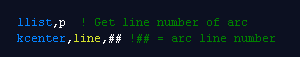 llist,p ! Get line number of arc
kcenter,line,## !## = arc line number